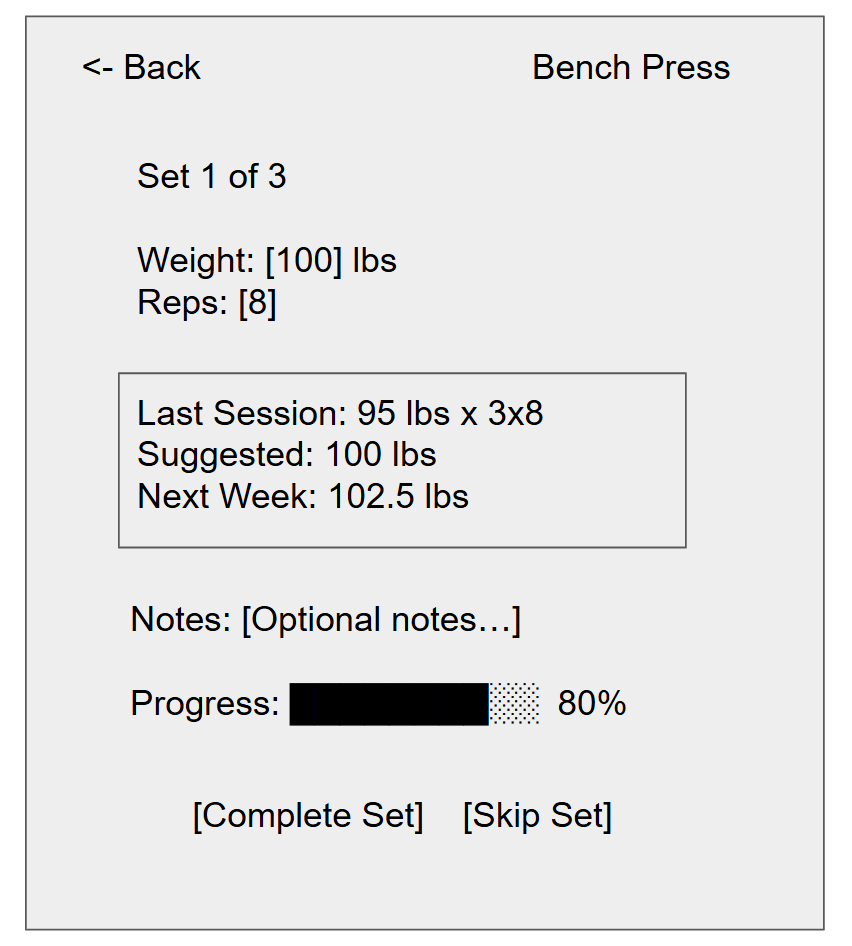 <- Back Bench Press
Set 1 of 3
Weight: [100] lbs
Reps: [8]
Last Session: 95 lbs x 3x8
Suggested: 100 lbs
Next Week: 102.5 lbs
Notes: [Optional notes…]
Progress: ████████░░ 80%
[Complete Set] [Skip Set]